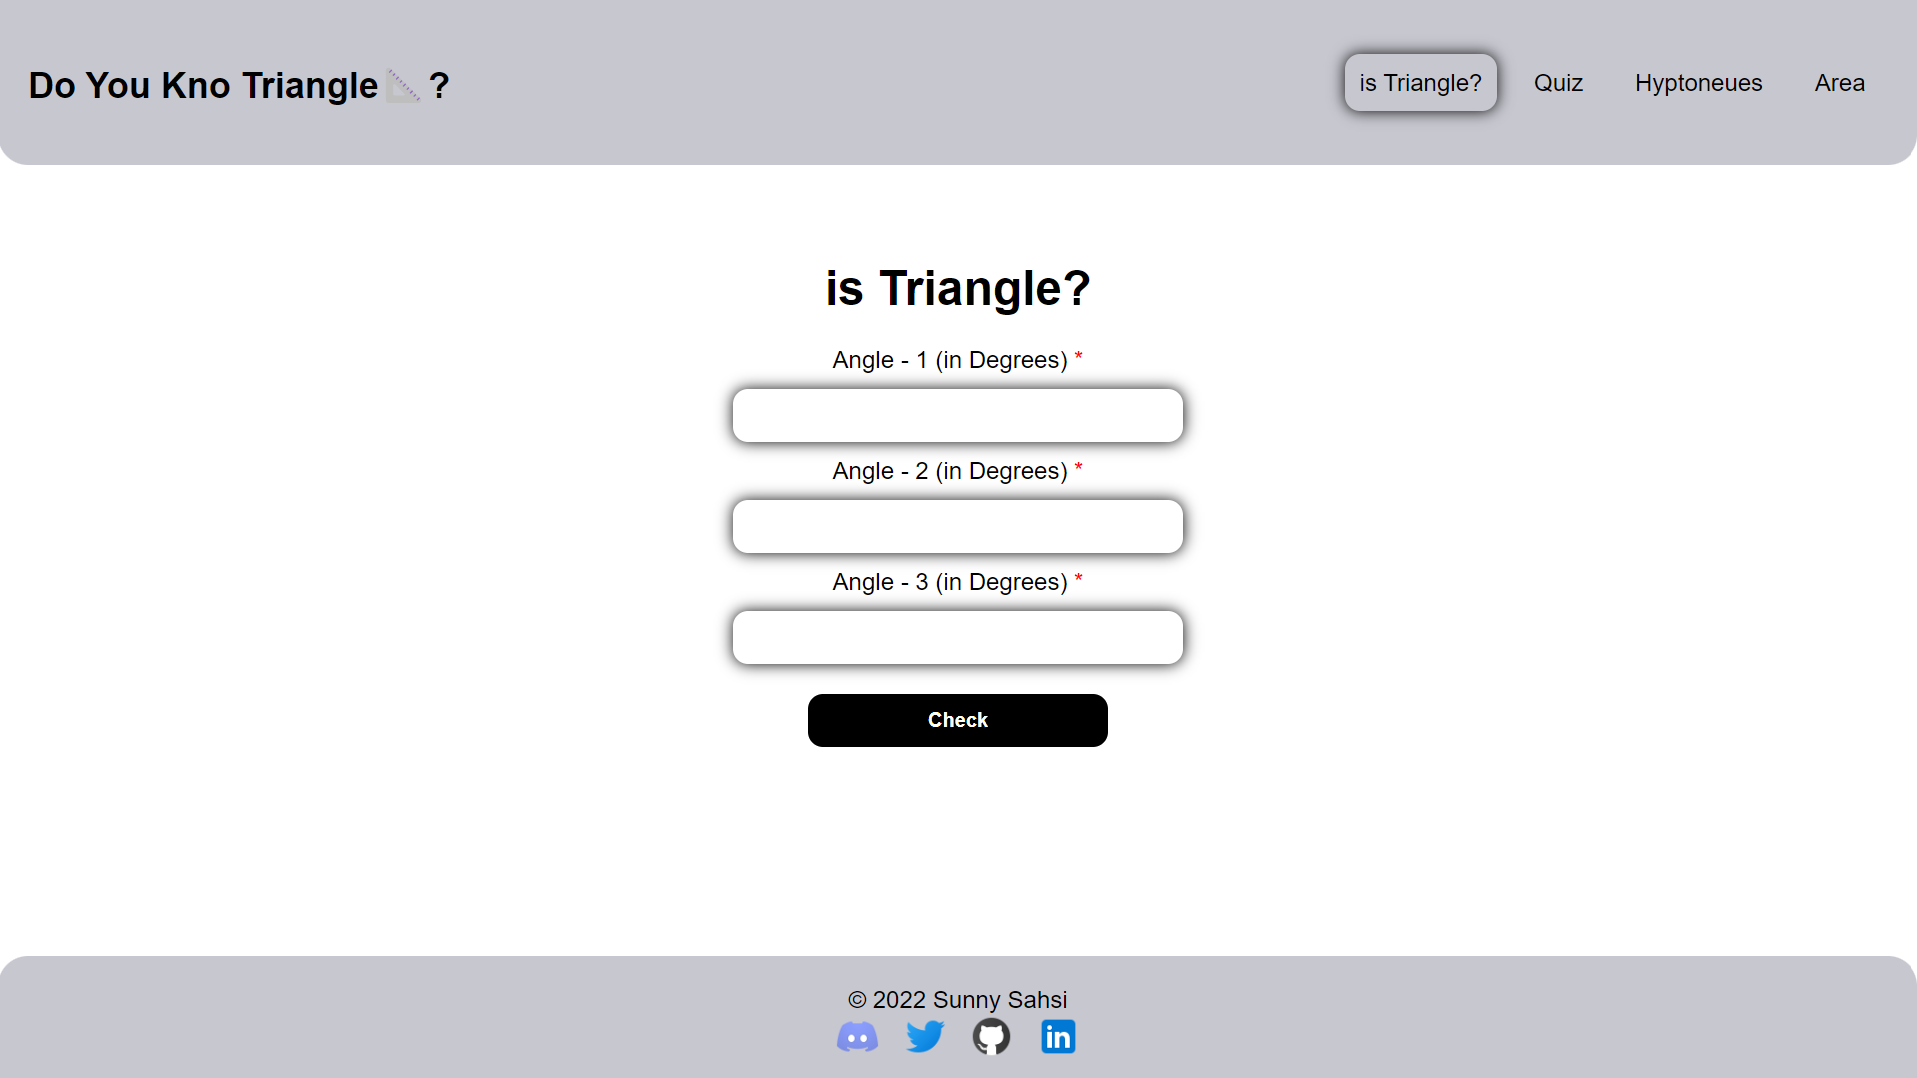 Do You Kno Triangle📐?
is Triangle? Quiz Hyptoneues Area
is Triangle?
Angle - 1 (in Degrees) *
Angle - 2 (in Degrees) *
Angle - 3 (in Degrees) *
Check
© 2022 Sunny Sahsi
in